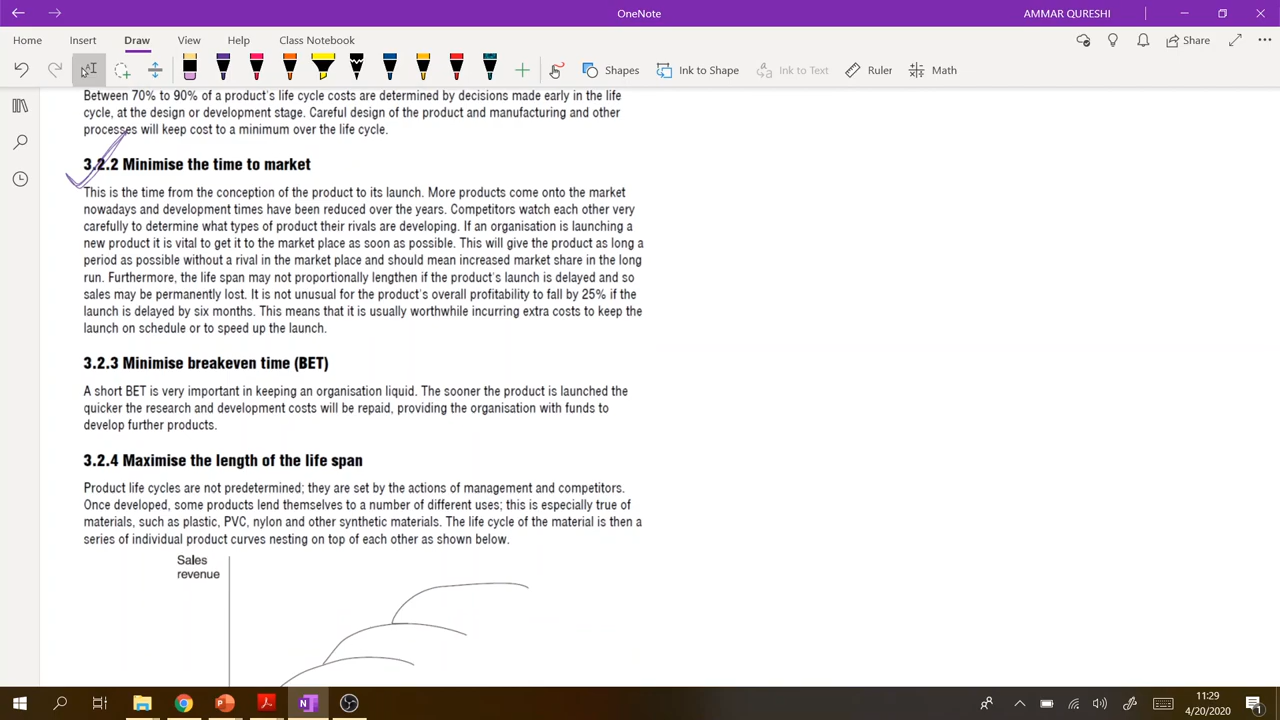 OneNote
AMMAR QURESHI
Home
Insert
Draw
View
Help
Class Notebook
Share
Shapes
Ink to Shape
Ink to Text
Ruler
Math
Between 70% to 90% of a product's life cycle costs are determined by decisions made early in the life
cycle, at the design or development stage. Careful design of the product and manufacturing and other
processes will keep cost to a minimum over the life cycle.
3.2.2 Minimise the time to market
This is the time from the conception of the product to its launch. More products come onto the market
nowadays and development times have been reduced over the years. Competitors watch each other very
carefully to determine what types of product their rivals are developing. If an organisation is launching a
new product it is vital to get it to the market place as soon as possible. This will give the product as long a
period as possible without a rival in the market place and should mean increased market share in the long
run. Furthermore, the life span may not proportionally lengthen if the product's launch is delayed and so
sales may be permanently lost. It is not unusual for the product's overall profitability to fall by 25% if the
launch is delayed by six months. This means that it is usually worthwhile incurring extra costs to keep the
launch on schedule or to speed up the launch.
3.2.3 Minimise breakeven time (BET)
A short BET is very important in keeping an organisation liquid. The sooner the product is launched the
quicker the research and development costs will be repaid, providing the organisation with funds to
develop further products.
3.2.4 Maximise the length of the life span
Product life cycles are not predetermined; they are set by the actions of management and competitors.
Once developed, some products lend themselves to a number of different uses; this is especially true of
materials, such as plastic, PVC, nylon and other synthetic materials. The life cycle of the material is then a
series of individual product curves nesting on top of each other as shown below.
Sales
revenue
11:29
4/20/2020